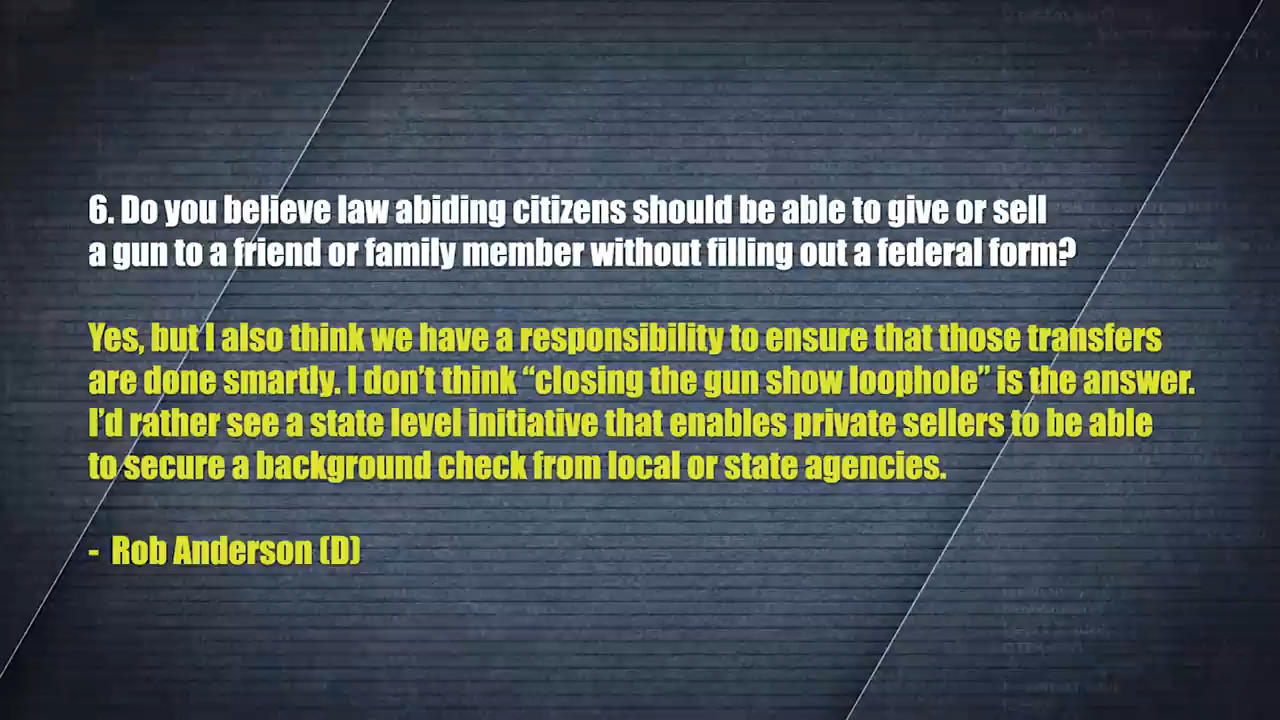 6. Do you believe law abiding citizens should be able to give or sell
a gun to a friend or family member without filling out a federal form?
Yes, but I also think we have a responsibility to ensure that those transfers
are done smartly. I don’t think “closing the gun show loophole” is the answer.
I’d rather see a state level initiative that enables private sellers to be able
to secure a background check from local or state agencies.
- Rob Anderson (D)